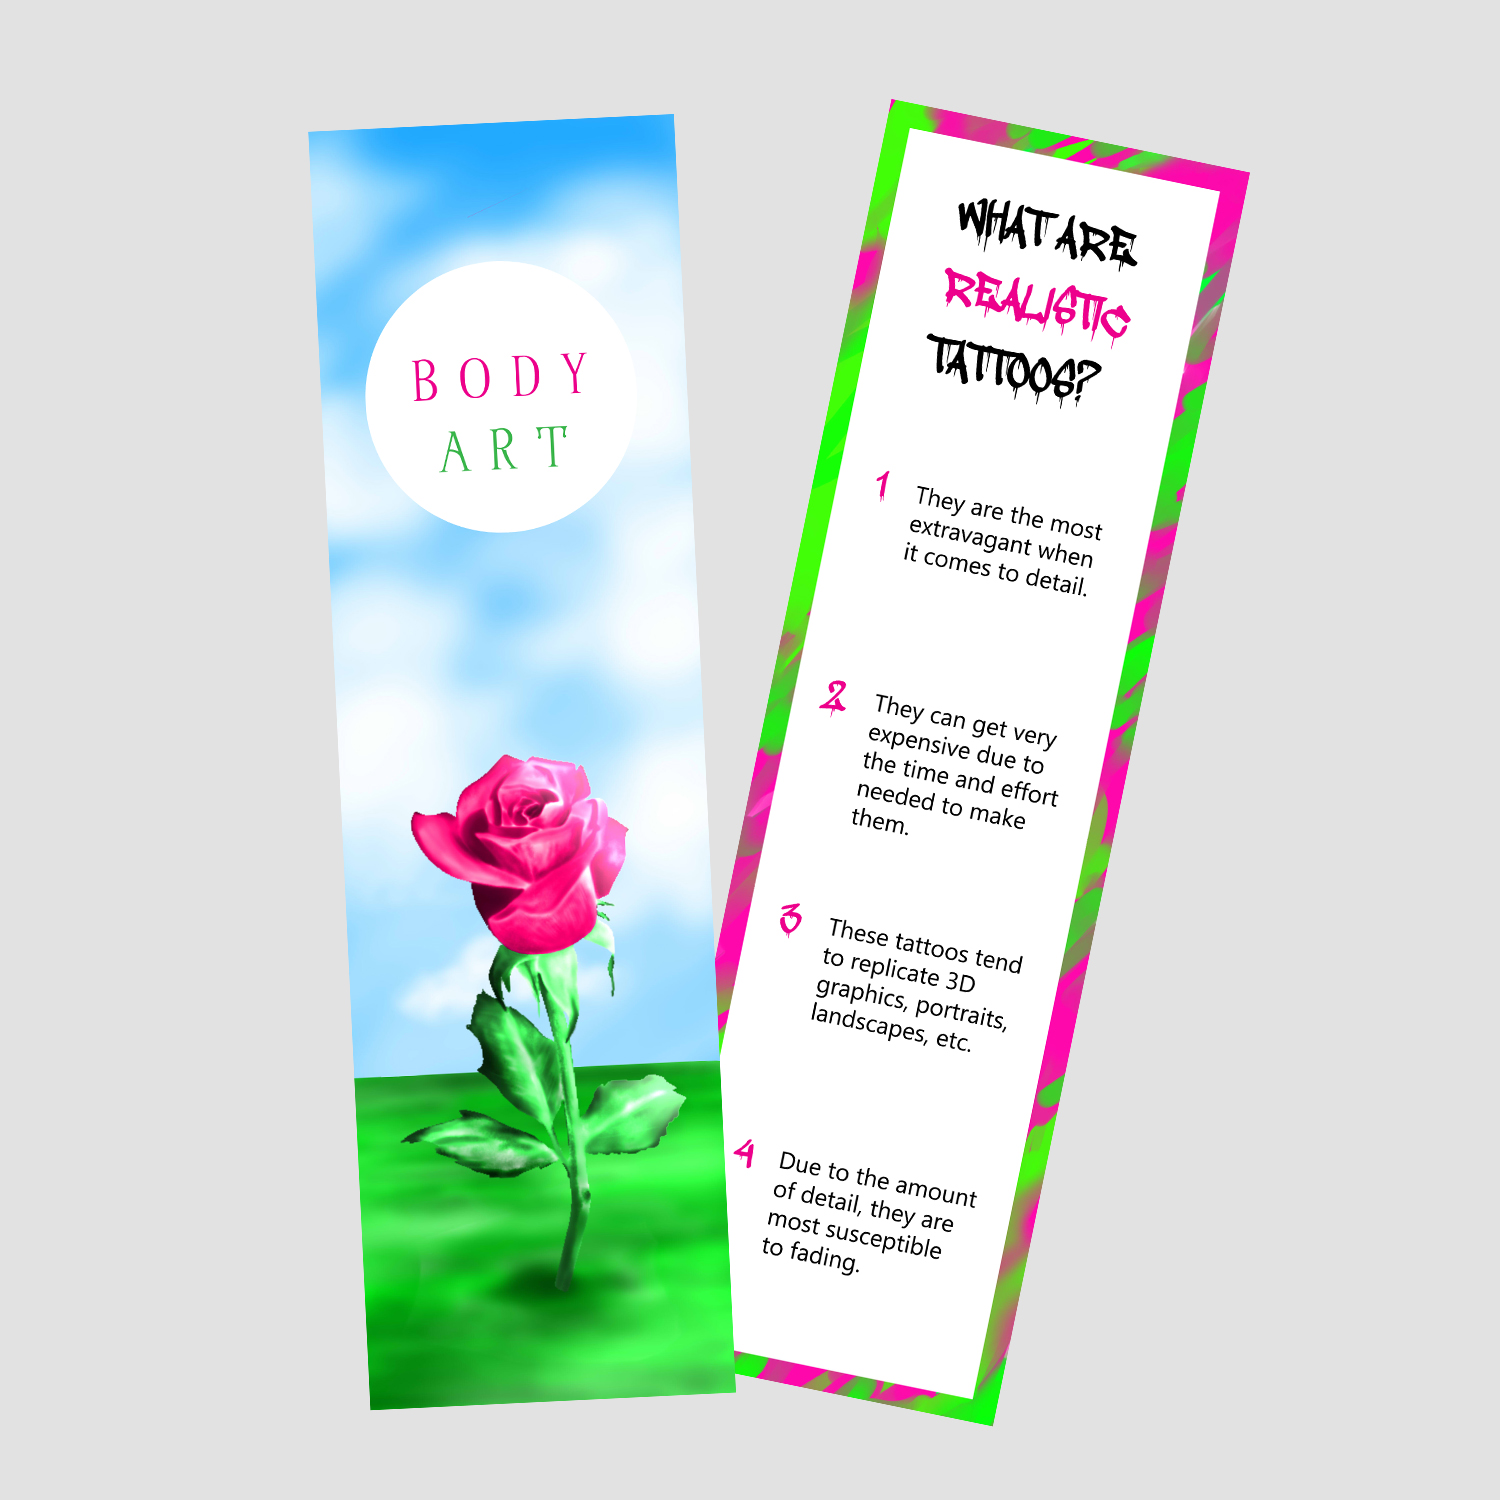 BODY
ART
WHAT ARE
REALISTIC
TATTOOS?
1
They are the most
extravagant when
it comes to detail.
2
They can get very
expensive due to
the time and effort
needed to make
them.
3
These tattoos tend
to replicate 3D
graphics, portraits,
landscapes, etc.
4
Due to the amount
of detail, they are
most susceptible
to fading.